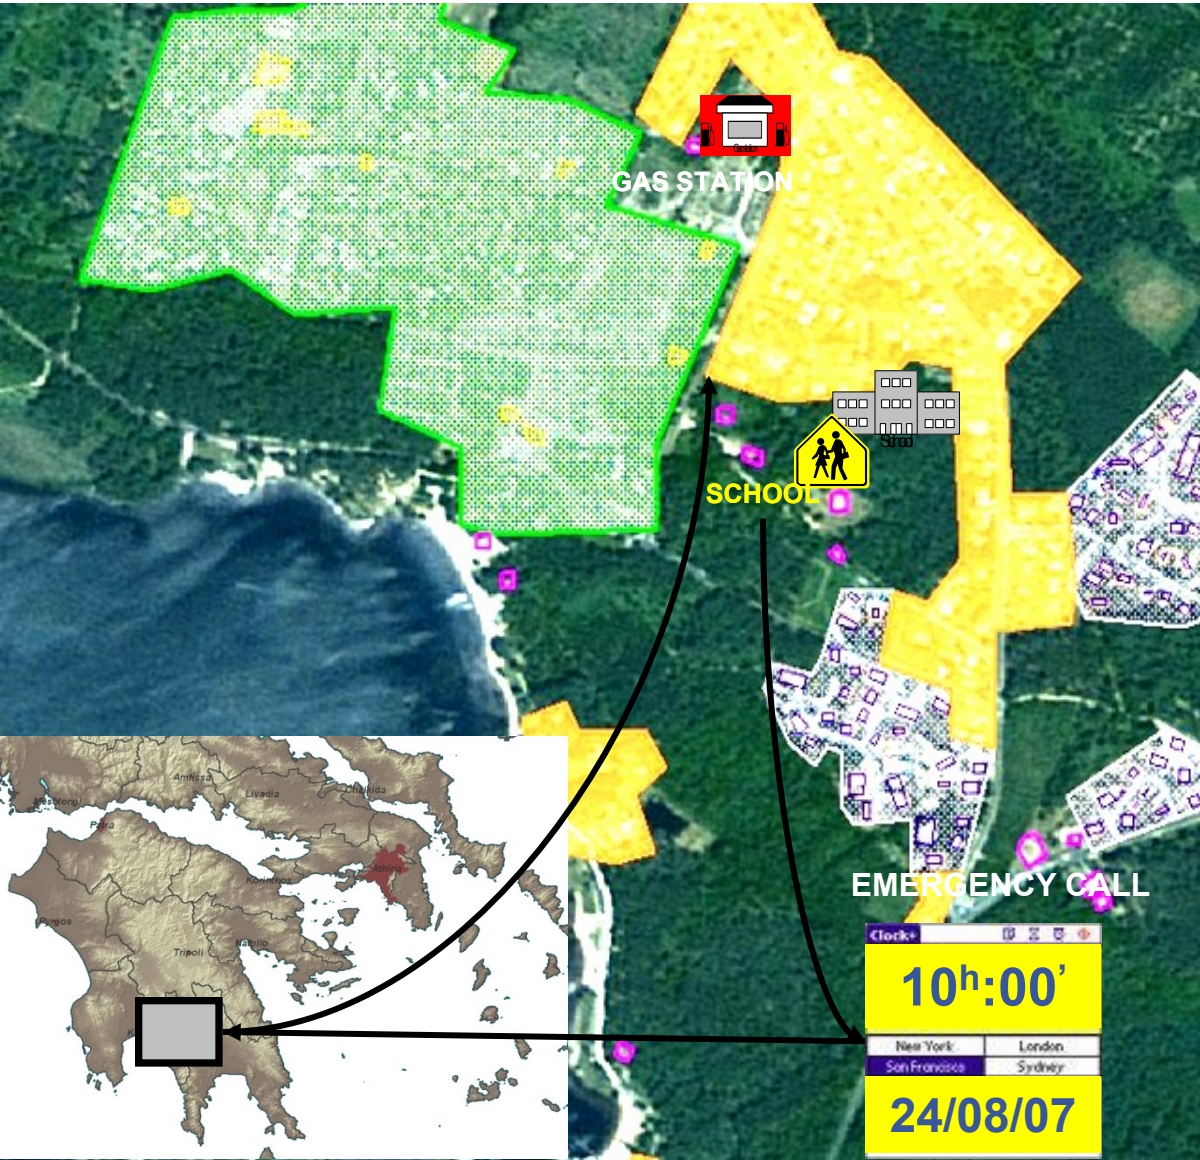 GAS STATION
School
SCHOOL
Amfissa
Livadia
Chalkida
Mesolongi
Patra
Athina
Korinthos
Pyrgos
Nafplio
Tripoli
K
EMERGENCY CALL
Clock+
10h:00’
New York London
San Francisco Sydney
24/08/07